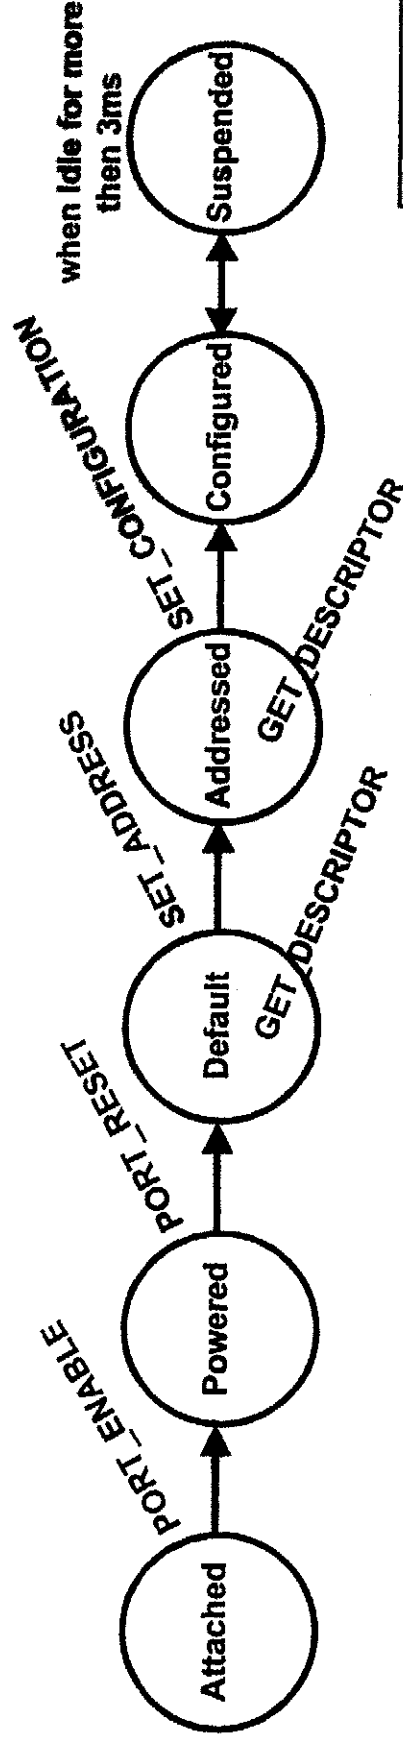 Attached
PORT_ENABLE
Powered
PORT_RESET
Default
GET_DESCRIPTOR
SET_ADDRESS
Addressed
GET_DESCRIPTOR
SET_CONFIGURATION
Configured
when Idle for more
then 3ms
Suspended